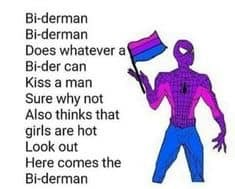 Bi-derman
Bi-derman
Does whatever a
Bi-der can
Kiss a man
Sure why not
Also thinks that
girls are hot
Look out
Here comes the
Bi-derman